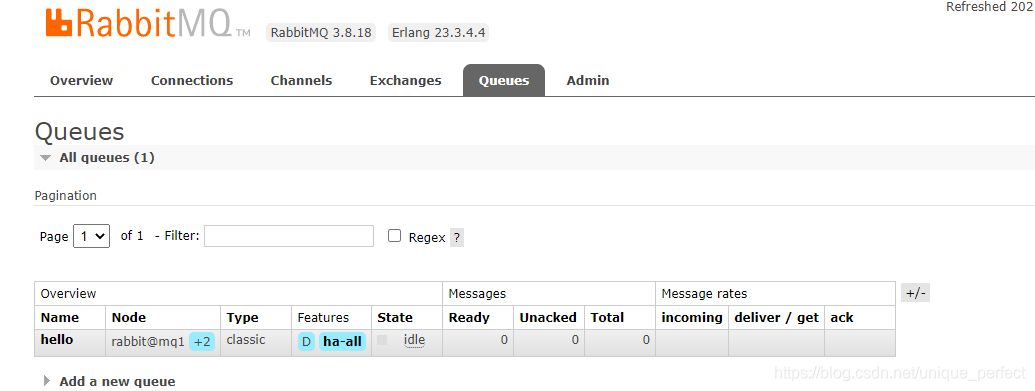 Refreshed 202
RabbitMQ TM RabbitMQ 3.8.18 Erlang 23.3.4.4
Overview Connections Channels Exchanges Queues Admin
Queues
All queues (1)
Pagination
Page 1 of 1 - Filter: Regex ?
Overview Messages Message rates +/-
Name Node Type Features State Ready Unacked Total incoming deliver / get ack
hello rabbit@mq1 +2 classic D ha-all idle 0 0 0
Add a new queue
https://blog.csdn.net/unique_perfect